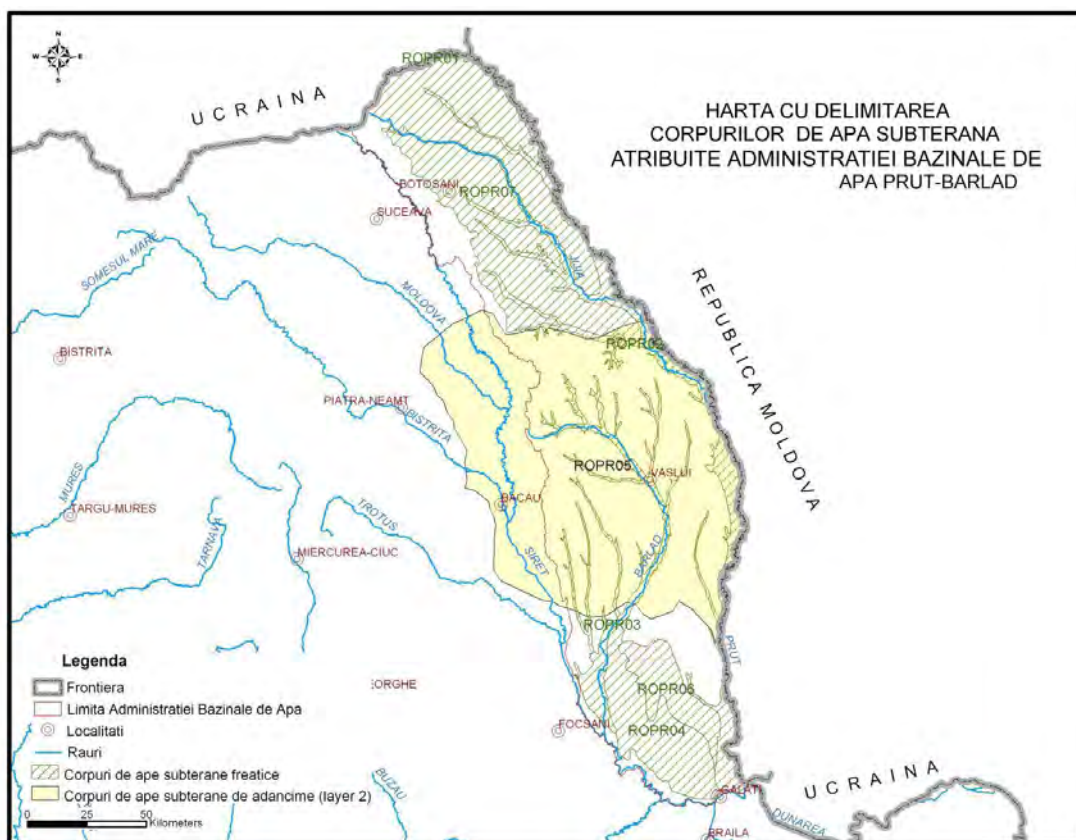 N
W E
S
UCRAINA
HARTA CU DELIMITAREA
CORPURILOR DE APA SUBTERANA
ATRIBUITE ADMINISTRATIEI BAZINALE DE
APA PRUT-BARLAD
ROPR01
BOTOSANI
ROPR07
SUCEAVA
SOMESUL MARE
MOLDOVA
JIJIA
REPUBLICA MOLDOVA
BISTRITA
ROPR02
PIATRA-NEAMT
BISTRITA
ROPR05
VASLUI
MURES
TARGU-MURES
BACAU
TROTUS
TARNAVA
MIERCUREA-CIUC
SIRET
BARLAD
ROPR03
PRUT
ORGHE
ROPR04
FOCSANI
GALATI
UCRAINA
BUZAU
DUNAREA
BRAILA
Legenda
Frontiera
Limita Administratiei Bazinale de Apa
Localitati
Rauri
Corpuri de ape subterane freatice
Corpuri de ape subterane de adancime (layer 2)
0 25 50
Kilometers